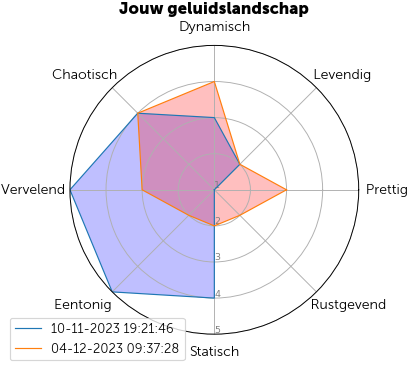 Jouw geluidslandschap
Dynamisch
Chaotisch
Levendig
Vervelend
1
Prettig
2
3
Eentonig
4
Rustgevend
10-11-2023 19:21:46
5
04-12-2023 09:37:28
Statisch